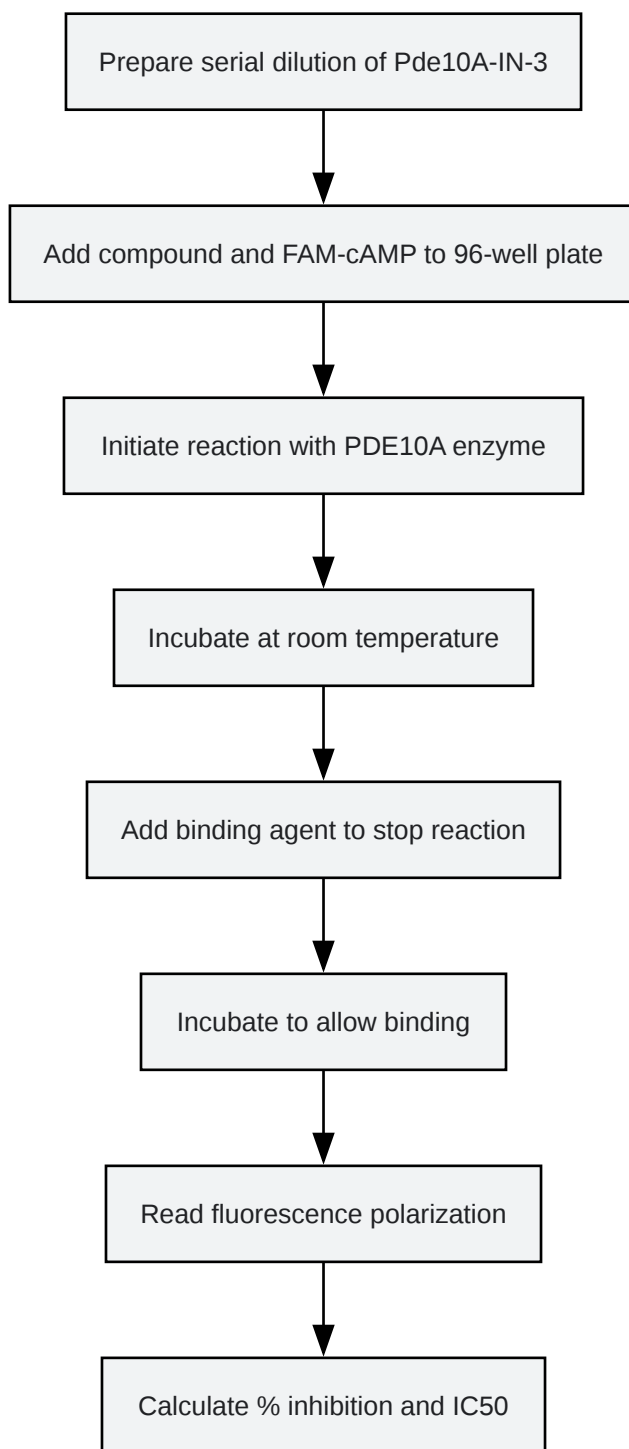 Prepare serial dilution of Pde10A-IN-3
Add compound and FAM-cAMP to 96-well plate
Initiate reaction with PDE10A enzyme
Incubate at room temperature
Add binding agent to stop reaction
Incubate to allow binding
Read fluorescence polarization
Calculate % inhibition and IC50